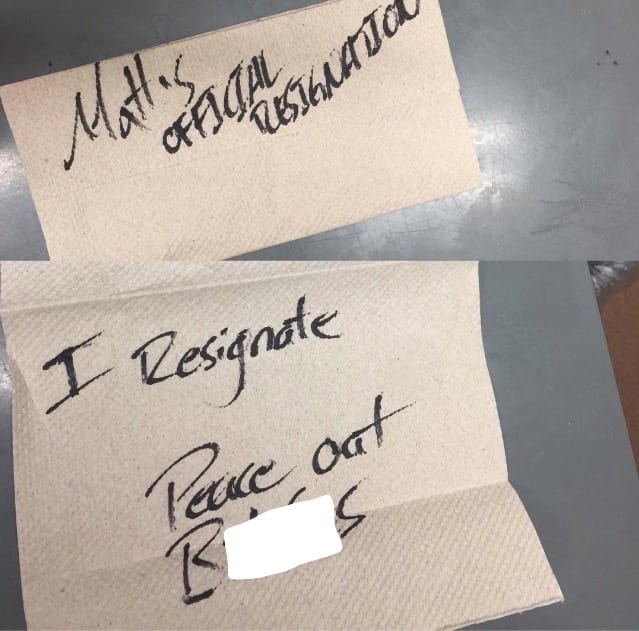 Matt's
OFFICIAL
RESIGNATION
I Resignate
Peace out